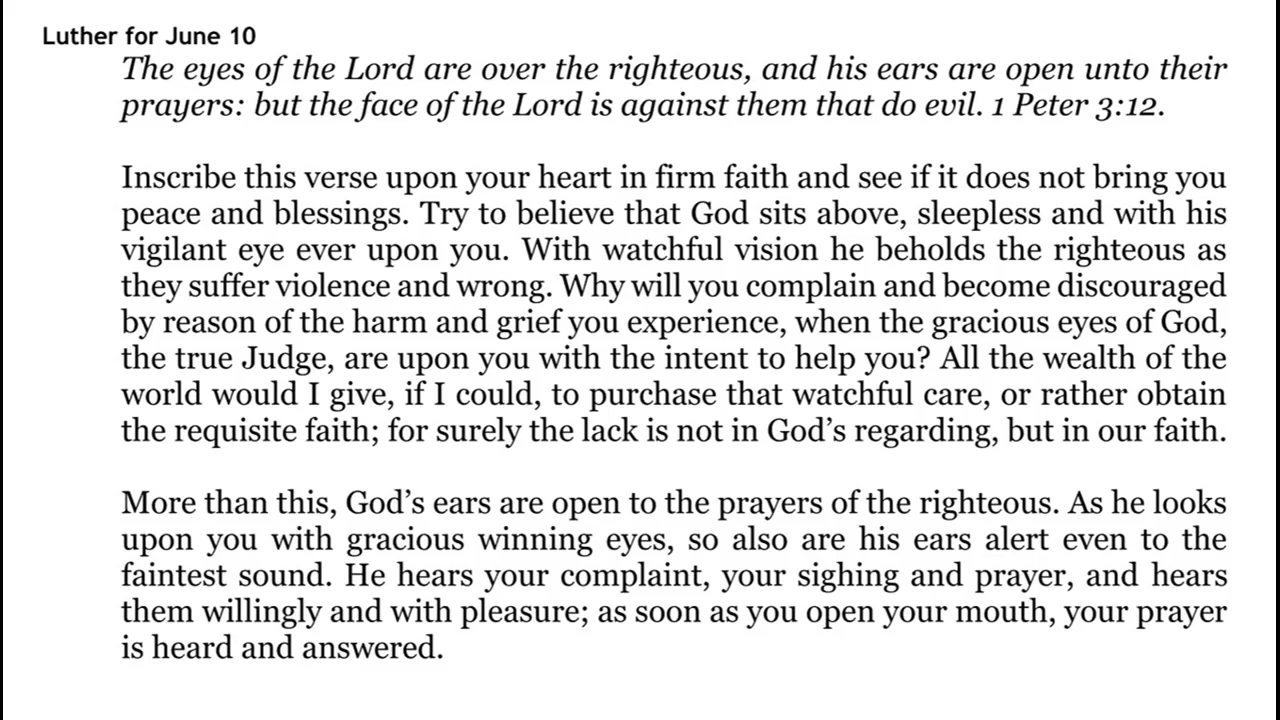 Luther for June 10
The eyes of the Lord are over the righteous, and his ears are open unto their
prayers: but the face of the Lord is against them that do evil. 1 Peter 3:12.
Inscribe this verse upon your heart in firm faith and see if it does not bring you
peace and blessings. Try to believe that God sits above, sleepless and with his
vigilant eye ever upon you. With watchful vision he beholds the righteous as
they suffer violence and wrong. Why will you complain and become discouraged
by reason of the harm and grief you experience, when the gracious eyes of God,
the true Judge, are upon you with the intent to help you? All the wealth of the
world would I give, if I could, to purchase that watchful care, or rather obtain
the requisite faith; for surely the lack is not in God’s regarding, but in our faith.
More than this, God’s ears are open to the prayers of the righteous. As he looks
upon you with gracious winning eyes, so also are his ears alert even to the
faintest sound. He hears your complaint, your sighing and prayer, and hears
them willingly and with pleasure; as soon as you open your mouth, your prayer
is heard and answered.